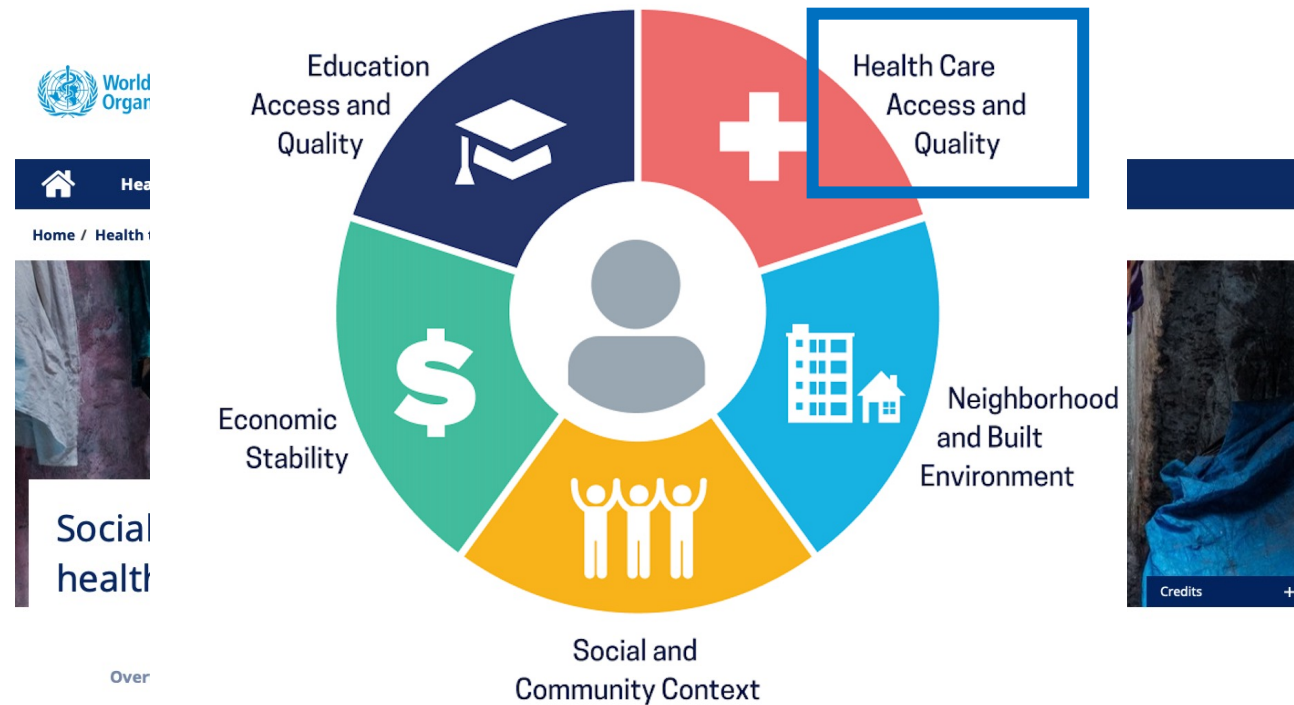 World
Organ
Hea
Home / Health t
Social
health
Over
Credits +
Education
Access and
Quality
Health Care
Access and
Quality
Economic
Stability
Neighborhood
and Built
Environment
Social and
Community Context